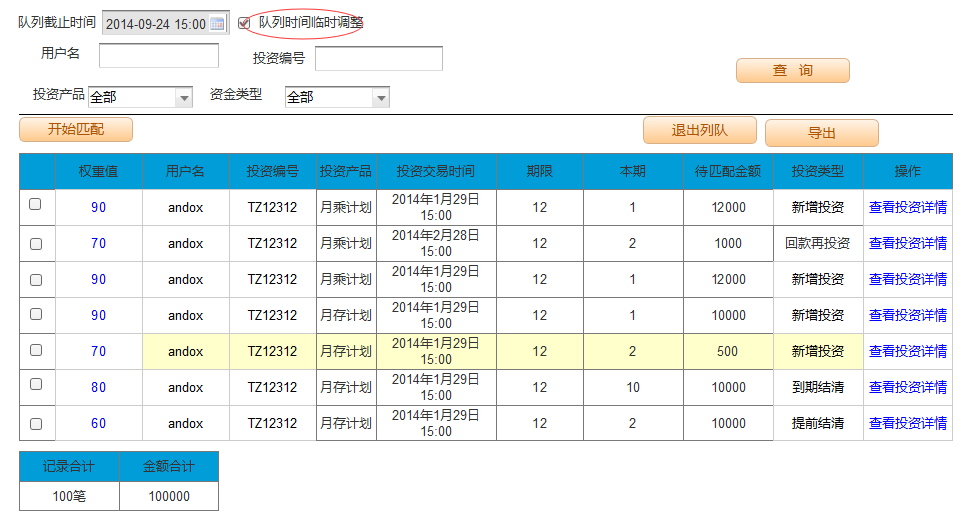 队列截止时间 2014-09-24 15:00 队列时间临时调整
用户名 投资编号
查 询
投资产品 全部 资金类型 全部
开始匹配 退出列队 导出
权重值 用户名 投资编号 投资产品 投资交易时间 期限 本期 待匹配金额 投资类型 操作
90 andox TZ12312 月乘计划 2014年1月29日 15:00 12 1 12000 新增投资 查看投资详情
70 andox TZ12312 月乘计划 2014年2月28日 15:00 12 2 1000 回款再投资 查看投资详情
90 andox TZ12312 月乘计划 2014年1月29日 15:00 12 1 12000 新增投资 查看投资详情
90 andox TZ12312 月存计划 2014年1月29日 15:00 12 1 10000 新增投资 查看投资详情
70 andox TZ12312 月存计划 2014年1月29日 15:00 12 2 500 新增投资 查看投资详情
80 andox TZ12312 月存计划 2014年1月29日 15:00 12 10 10000 到期结清 查看投资详情
60 andox TZ12312 月存计划 2014年1月29日 15:00 12 2 10000 提前结清 查看投资详情
记录合计 金额合计
100笔 100000